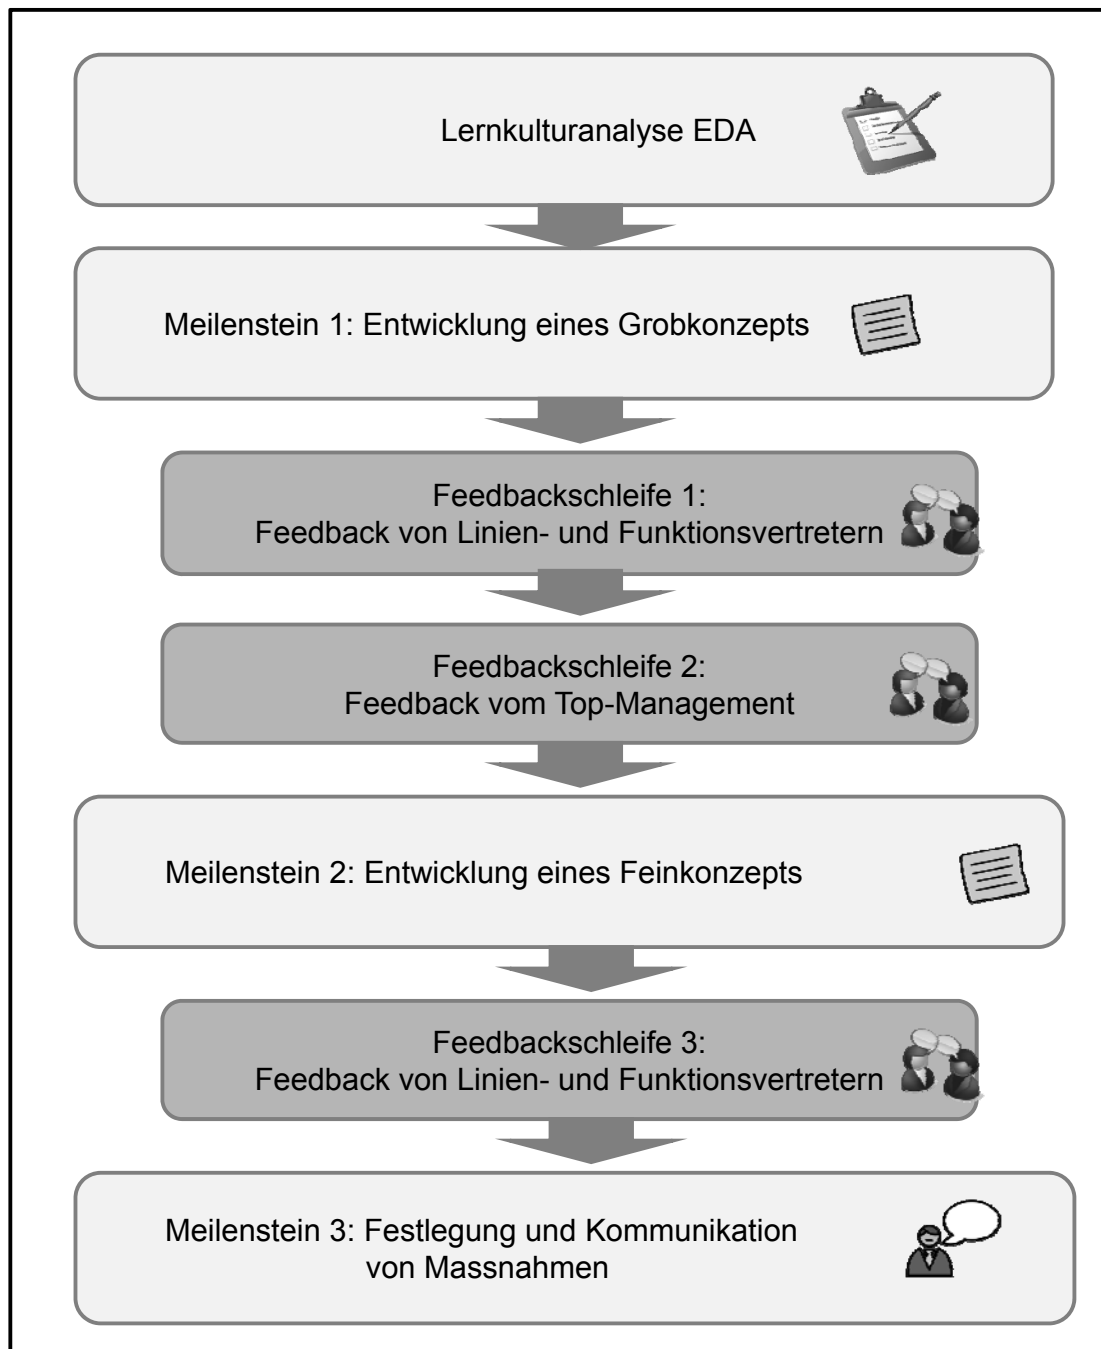 Lernkulturanalyse EDA
Meilenstein 1: Entwicklung eines Grobkonzepts
Feedbackschleife 1:
Feedback von Linien- und Funktionsvertretern
Feedbackschleife 2:
Feedback vom Top-Management
Meilenstein 2: Entwicklung eines Feinkonzepts
Feedbackschleife 3:
Feedback von Linien- und Funktionsvertretern
Meilenstein 3: Festlegung und Kommunikation
von Massnahmen